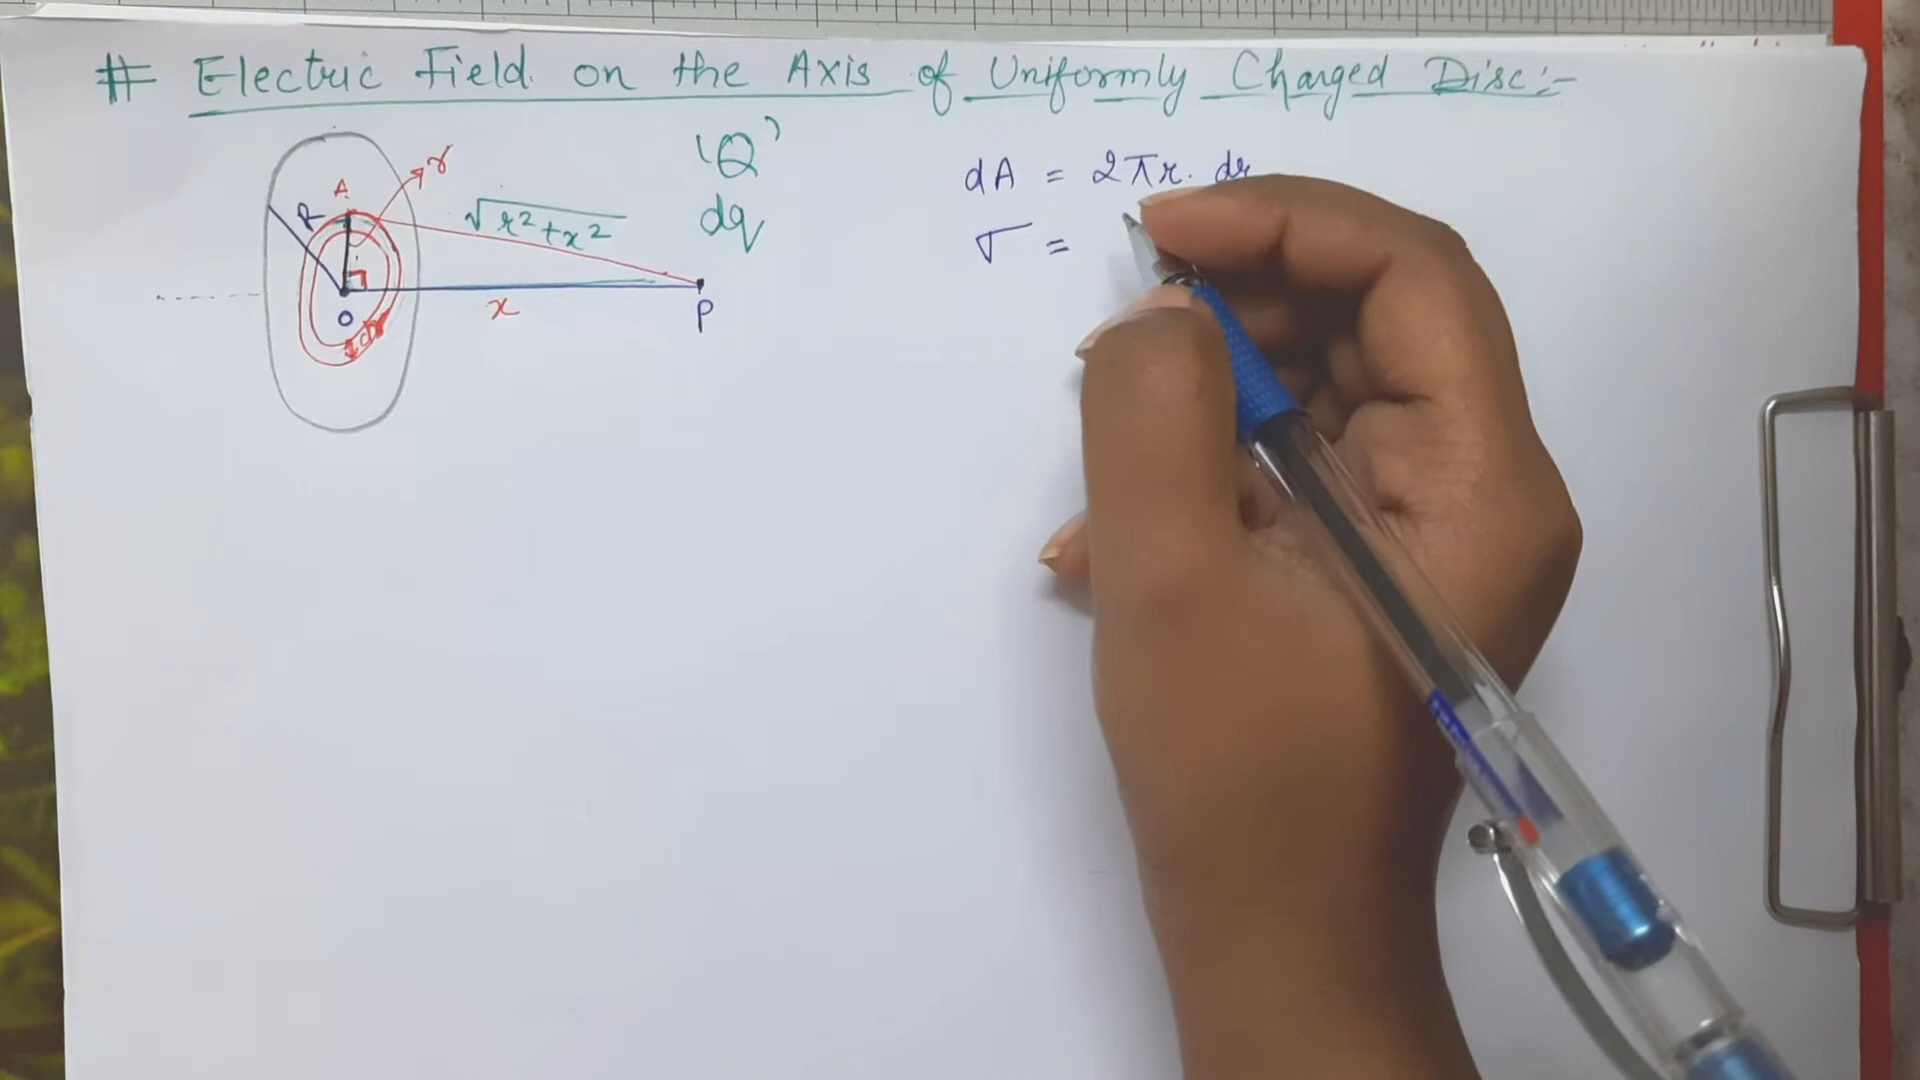 # Electric Field on the Axis of Uniformly Charged Disc :-
'Q'
dq
dA = 2πr. dr
σ =
A
r
R
√r²+x²
O
dr
x
P